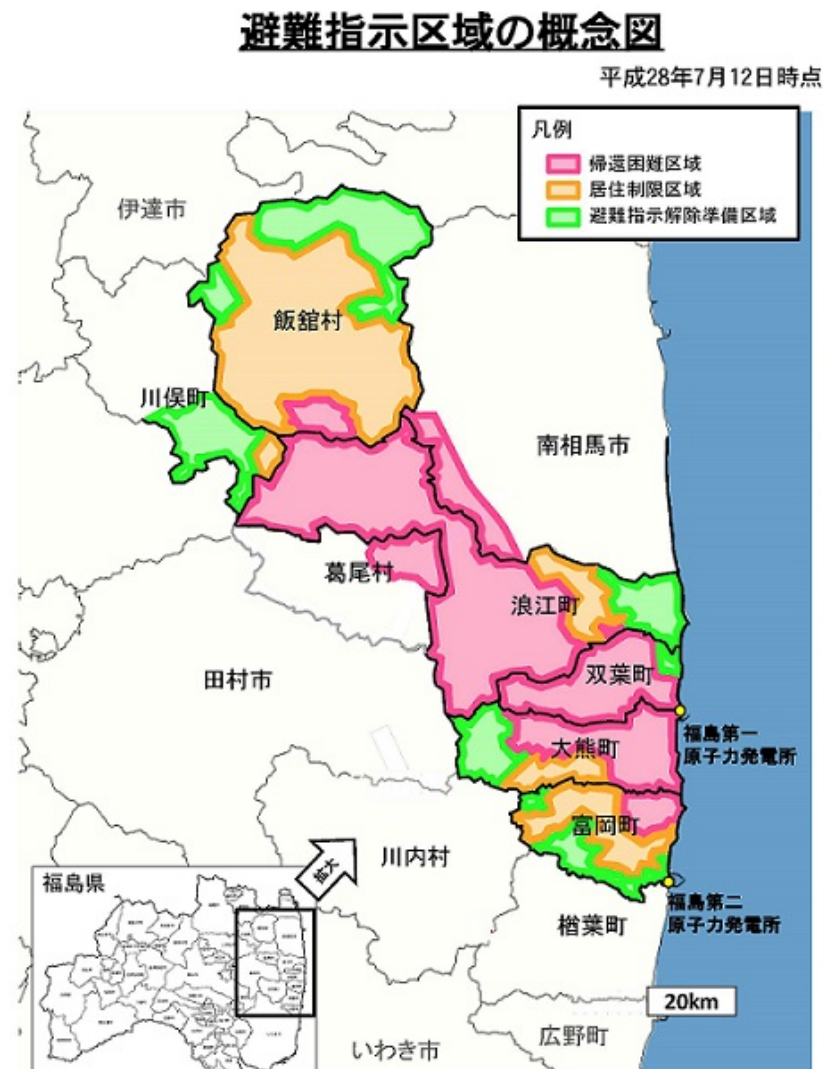 避難指示区域の概念図
平成28年7月12日時点
凡例
帰還困難区域
居住制限区域
避難指示解除準備区域
伊達市
飯舘村
川俣町
南相馬市
葛尾村
浪江町
双葉町
田村市
福島第一
原子力発電所
大熊町
富岡町
川内村
拡大
福島県
福島第二
原子力発電所
楢葉町
20km
広野町
いわき市